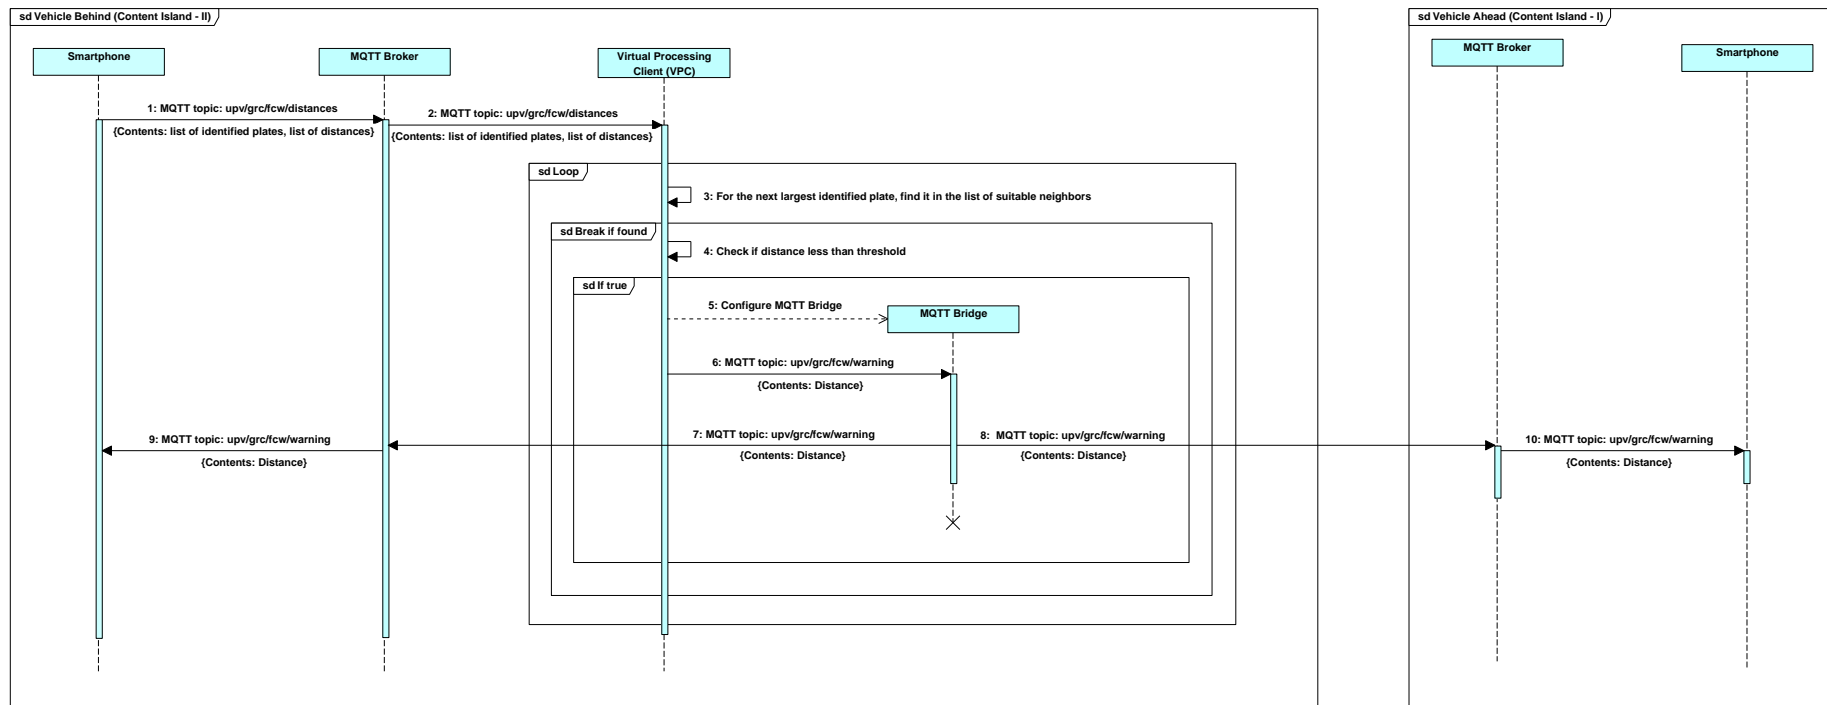 sd Vehicle Behind (Content Island - II)
sd Vehicle Ahead (Content Island - I)
Smartphone
MQTT Broker
Virtual Processing
Client (VPC)
MQTT Broker
Smartphone
1: MQTT topic: upv/grc/fcw/distances
{Contents: list of identified plates, list of distances}
2: MQTT topic: upv/grc/fcw/distances
{Contents: list of identified plates, list of distances}
sd Loop
3: For the next largest identified plate, find it in the list of suitable neighbors
sd Break if found
4: Check if distance less than threshold
sd If true
5: Configure MQTT Bridge
MQTT Bridge
6: MQTT topic: upv/grc/fcw/warning
{Contents: Distance}
7: MQTT topic: upv/grc/fcw/warning
{Contents: Distance}
8:  MQTT topic: upv/grc/fcw/warning
{Contents: Distance}
9: MQTT topic: upv/grc/fcw/warning
{Contents: Distance}
10: MQTT topic: upv/grc/fcw/warning
{Contents: Distance}